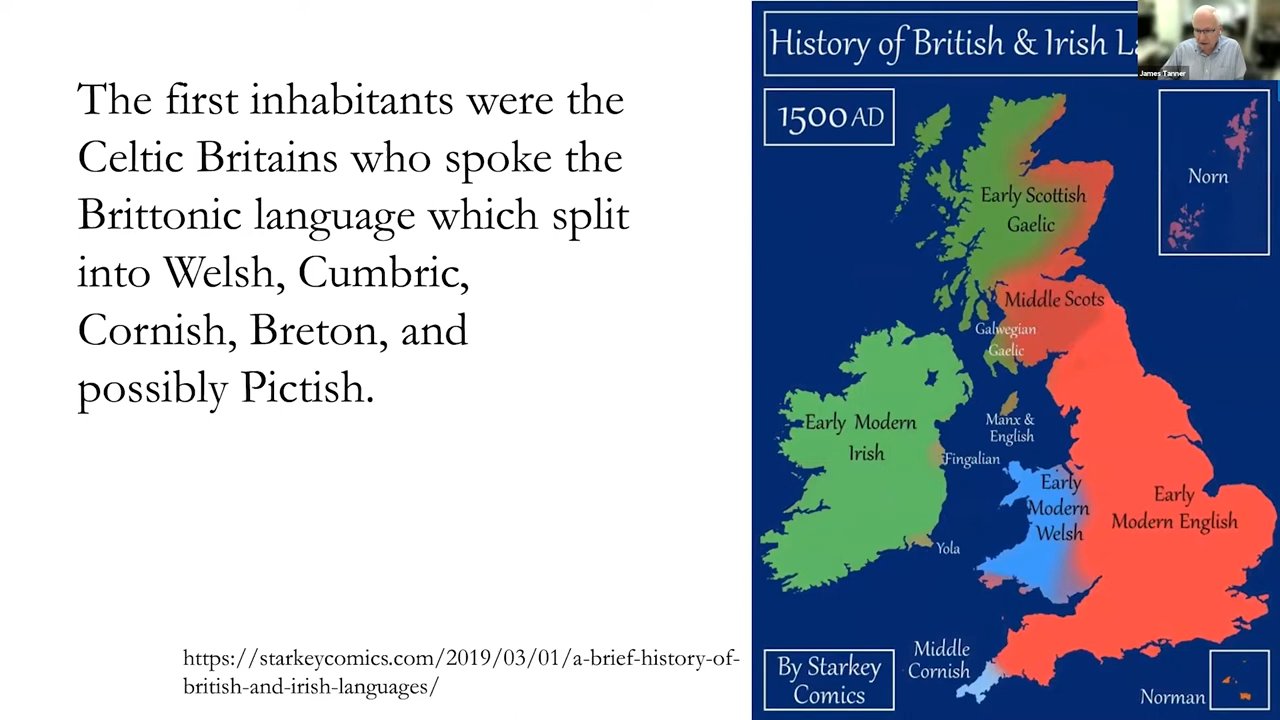 The first inhabitants were the
Celtic Britains who spoke the
Brittonic language which split
into Welsh, Cumbric,
Cornish, Breton, and
possibly Pictish.
https://starkeycomics.com/2019/03/01/a-brief-history-of-
british-and-irish-languages/
History of British & Irish La
James Tanner
1500 AD
Norn
Early Scottish
Gaelic
Middle Scots
Galwegian
Gaelic
Manx &
English
Early Modern
Irish
Fingalian
Yola
Early
Modern
Welsh
Early
Modern English
Middle
Cornish
By Starkey
Comics
Norman